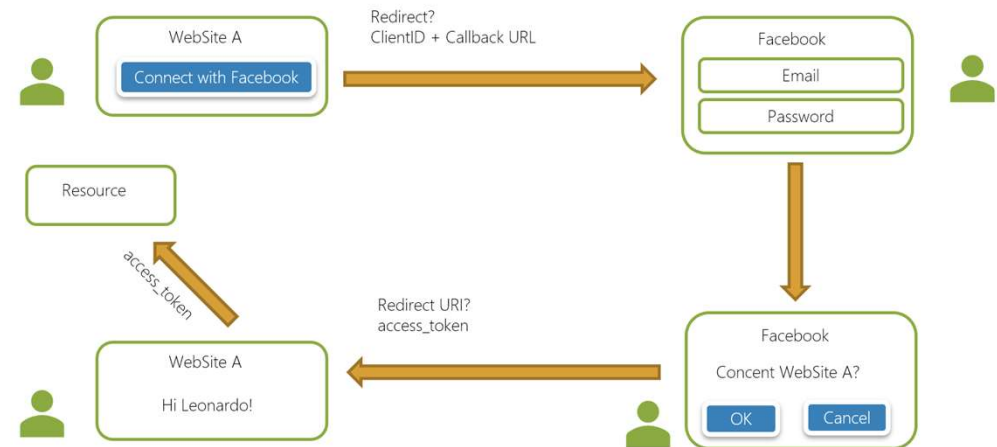 WebSite A
Connect with Facebook
Redirect?
ClientID + Callback URL
Facebook
Email
Password
Resource
access_token
Redirect URI?
access_token
WebSite A
Hi Leonardo!
Facebook
Concent WebSite A?
OK
Cancel